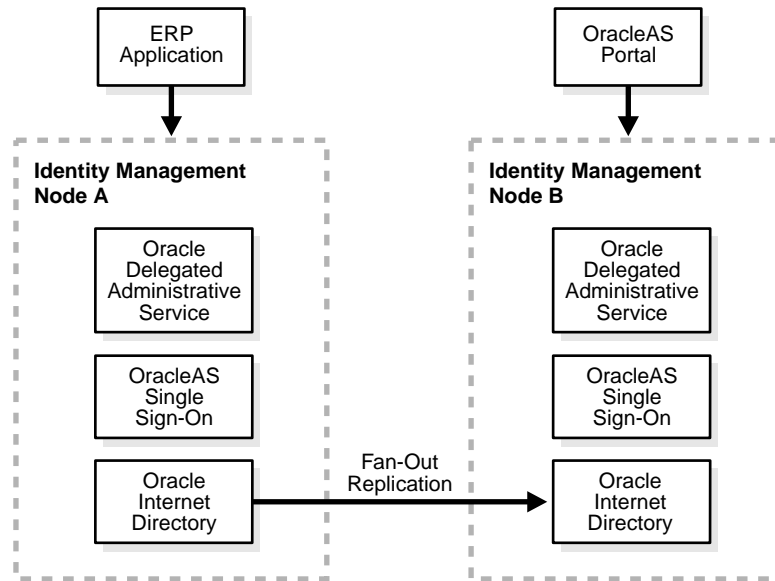 ERP
Application
OracleAS
Portal
Identity Management
Node A
Oracle
Delegated
Administrative
Service
OracleAS
Single
Sign-On
Oracle
Internet
Directory
Fan-Out
Replication
Identity Management
Node B
Oracle
Delegated
Administrative
Service
OracleAS
Single
Sign-On
Oracle
Internet
Directory